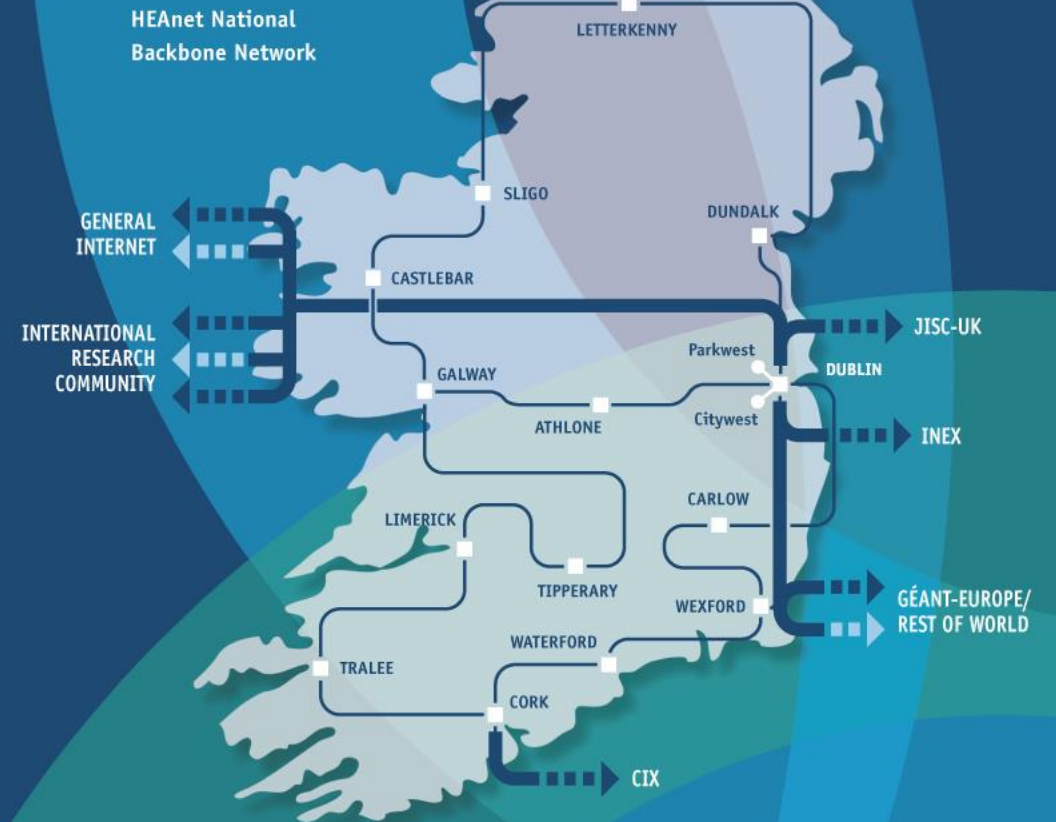 HEAnet National
Backbone Network
LETTERKENNY
SLIGO
DUNDALK
GENERAL
INTERNET
CASTLEBAR
INTERNATIONAL
RESEARCH
COMMUNITY
JISC-UK
Parkwest
DUBLIN
GALWAY
Citywest
ATHLONE
INEX
CARLOW
LIMERICK
TIPPERARY
WEXFORD
GÉANT-EUROPE/
REST OF WORLD
WATERFORD
TRALEE
CORK
CIX